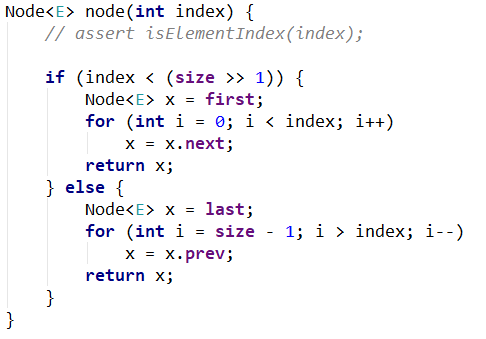 Node<E> node(int index) {
    // assert isElementIndex(index);

    if (index < (size >> 1)) {
        Node<E> x = first;
        for (int i = 0; i < index; i++)
            x = x.next;
        return x;
    } else {
        Node<E> x = last;
        for (int i = size - 1; i > index; i--)
            x = x.prev;
        return x;
    }
}